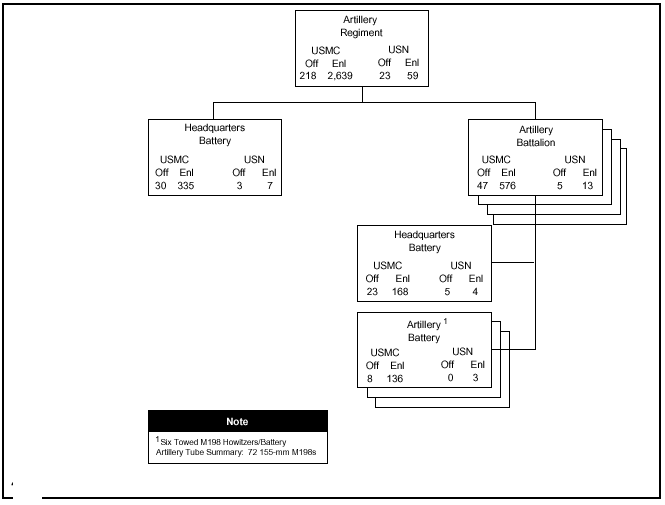 Artillery
Regiment
USMC USN
Off Enl Off Enl
218 2,639 23 59
Headquarters
Battery
USMC USN
Off Enl Off Enl
30 335 3 7
Artillery
Battalion
USMC USN
Off Enl Off Enl
47 576 5 13
Headquarters
Battery
USMC USN
Off Enl Off Enl
23 168 5 4
Artillery 1
Battery
USMC USN
Off Enl Off Enl
8 136 0 3
Note
1Six Towed M198 Howitzers/Battery
Artillery Tube Summary: 72 155-mm M198s